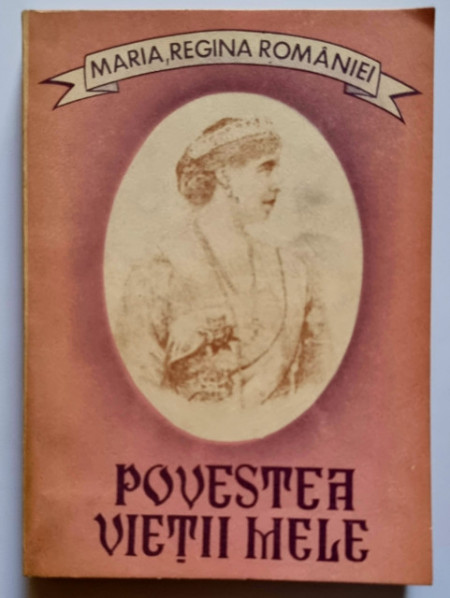 MARIA, REGINA ROMÂNIEI
POVESTEA
VIEȚII MELE